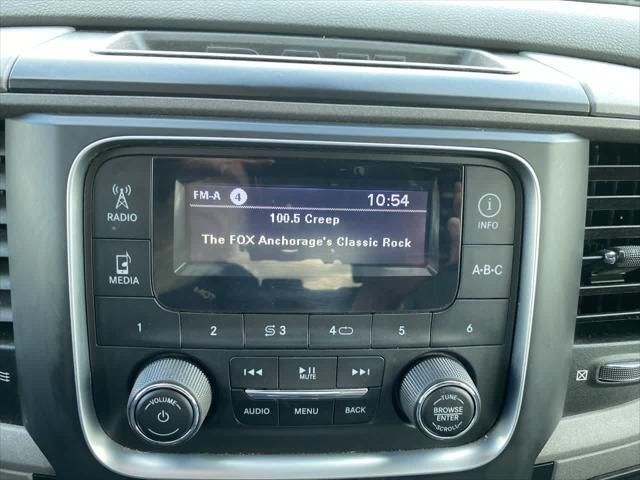 RAM
FM-A 4 10:54
100.5 Creep
The FOX Anchorage's Classic Rock
RADIO
MEDIA
i
INFO
A-B-C
1 2 3 4 5 6
MUTE
AUDIO MENU BACK
VOLUME
TUNE
BROWSE
ENTER
SCROLL